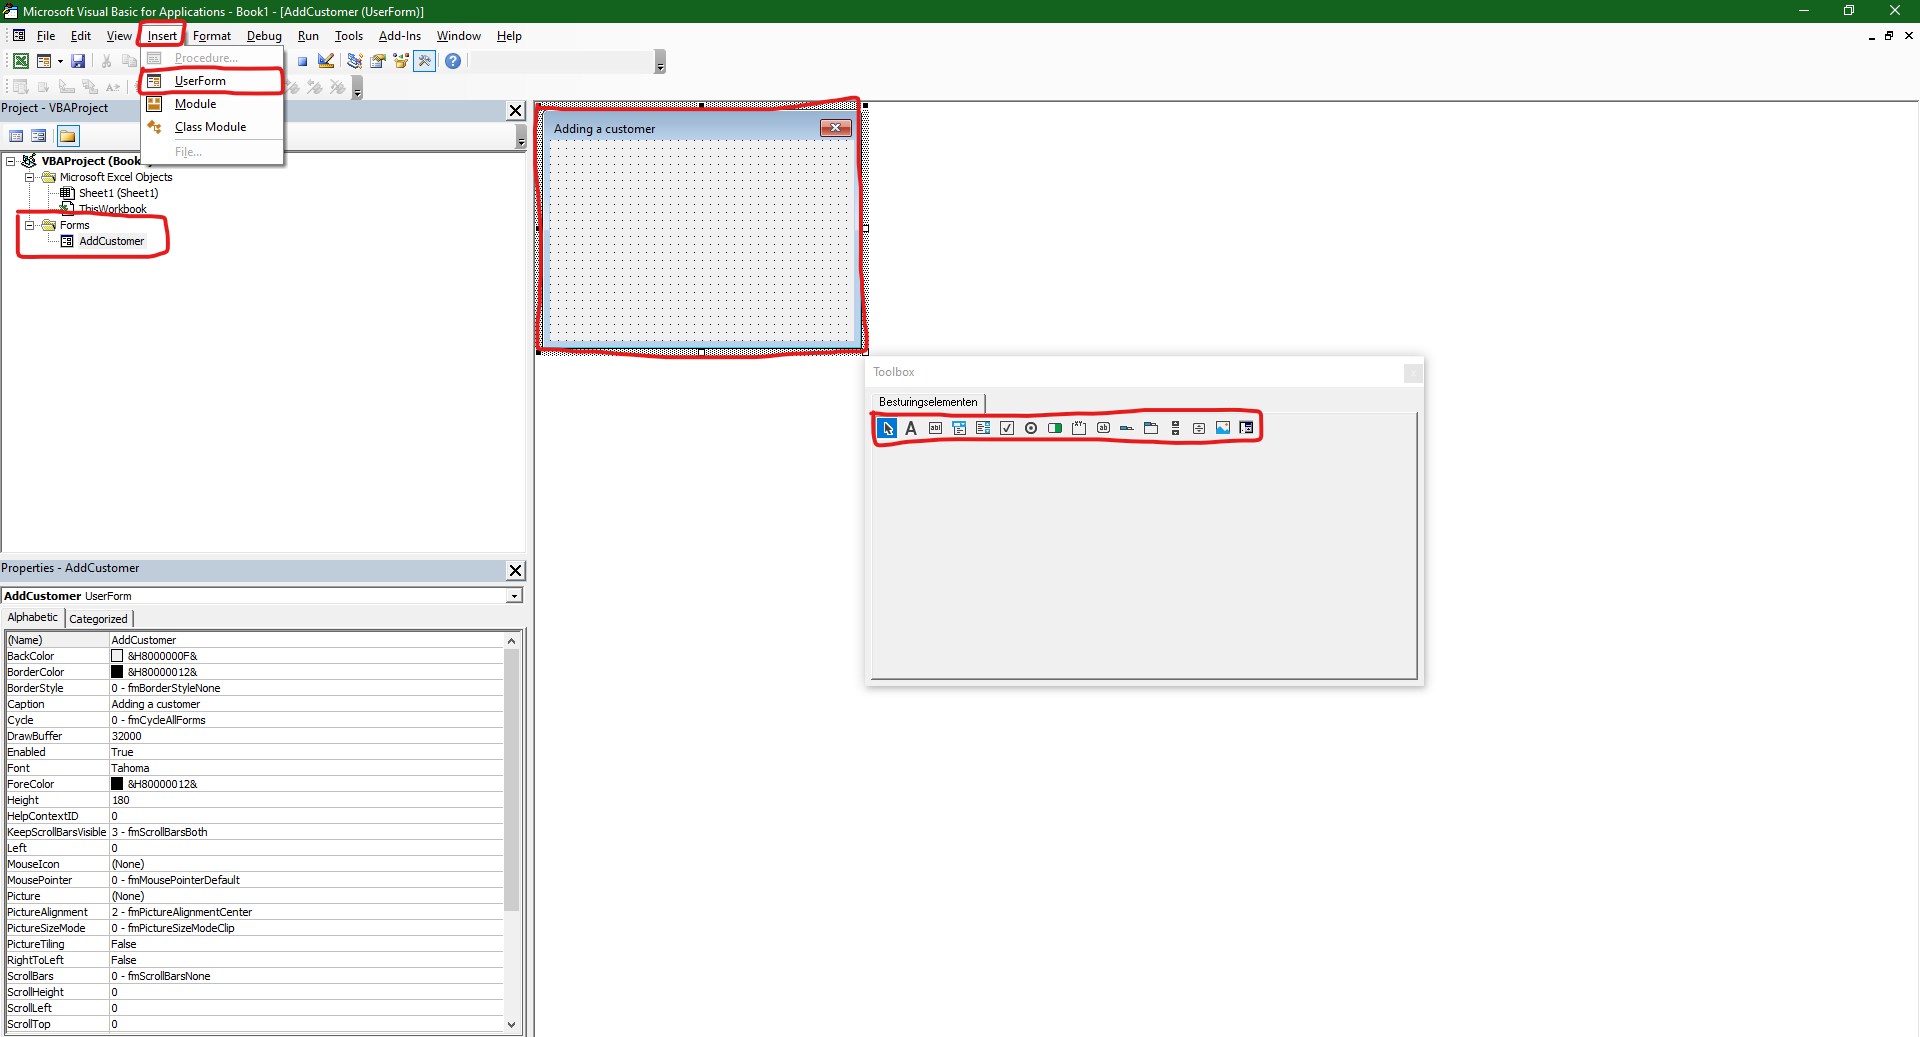 Microsoft Visual Basic for Applications - Book1 - [AddCustomer (UserForm)]
File Edit View Insert Format Debug Run Tools Add-Ins Window Help
Procedure...
UserForm
Module
Class Module
File...
Project - VBAProject
VBAProject (Book
Microsoft Excel Objects
Sheet1 (Sheet1)
ThisWorkbook
Forms
AddCustomer
Adding a customer
Toolbox
Besturingselementen
Properties - AddCustomer
AddCustomer UserForm
Alphabetic Categorized
(Name) AddCustomer
BackColor &H8000000F&
BorderColor &H80000012&
BorderStyle 0 - fmBorderStyleNone
Caption Adding a customer
Cycle 0 - fmCycleAllForms
DrawBuffer 32000
Enabled True
Font Tahoma
ForeColor &H80000012&
Height 180
HelpContextID 0
KeepScrollBarsVisible 3 - fmScrollBarsBoth
Left 0
MouseIcon (None)
MousePointer 0 - fmMousePointerDefault
Picture (None)
PictureAlignment 2 - fmPictureAlignmentCenter
PictureSizeMode 0 - fmPictureSizeModeClip
PictureTiling False
RightToLeft False
ScrollBars 0 - fmScrollBarsNone
ScrollHeight 0
ScrollLeft 0
ScrollTop 0